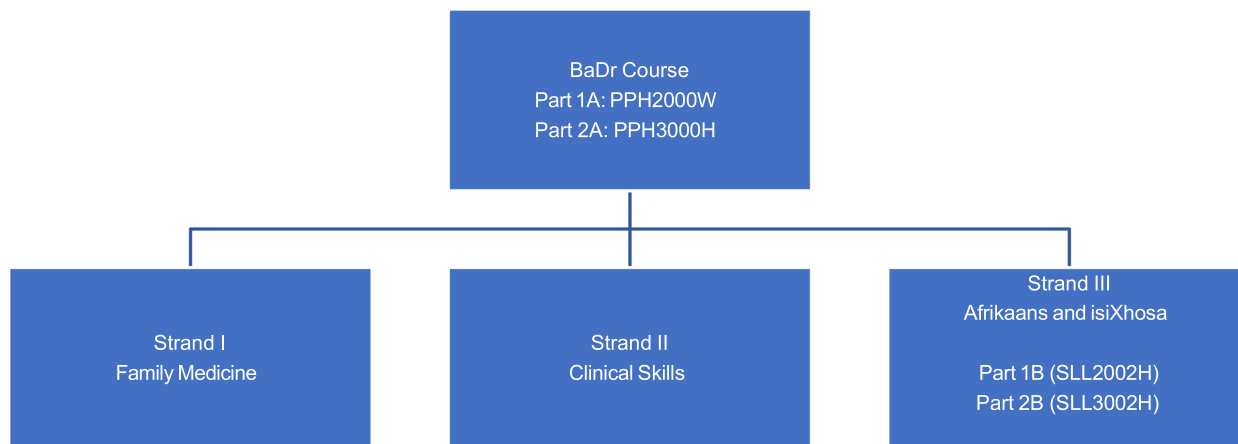 BaDr Course
Part 1A: PPH2000W
Part 2A: PPH3000H
Strand I
Family Medicine
Strand II
Clinical Skills
Strand III
Afrikaans and isiXhosa
Part 1B (SLL2002H)
Part 2B (SLL3002H)